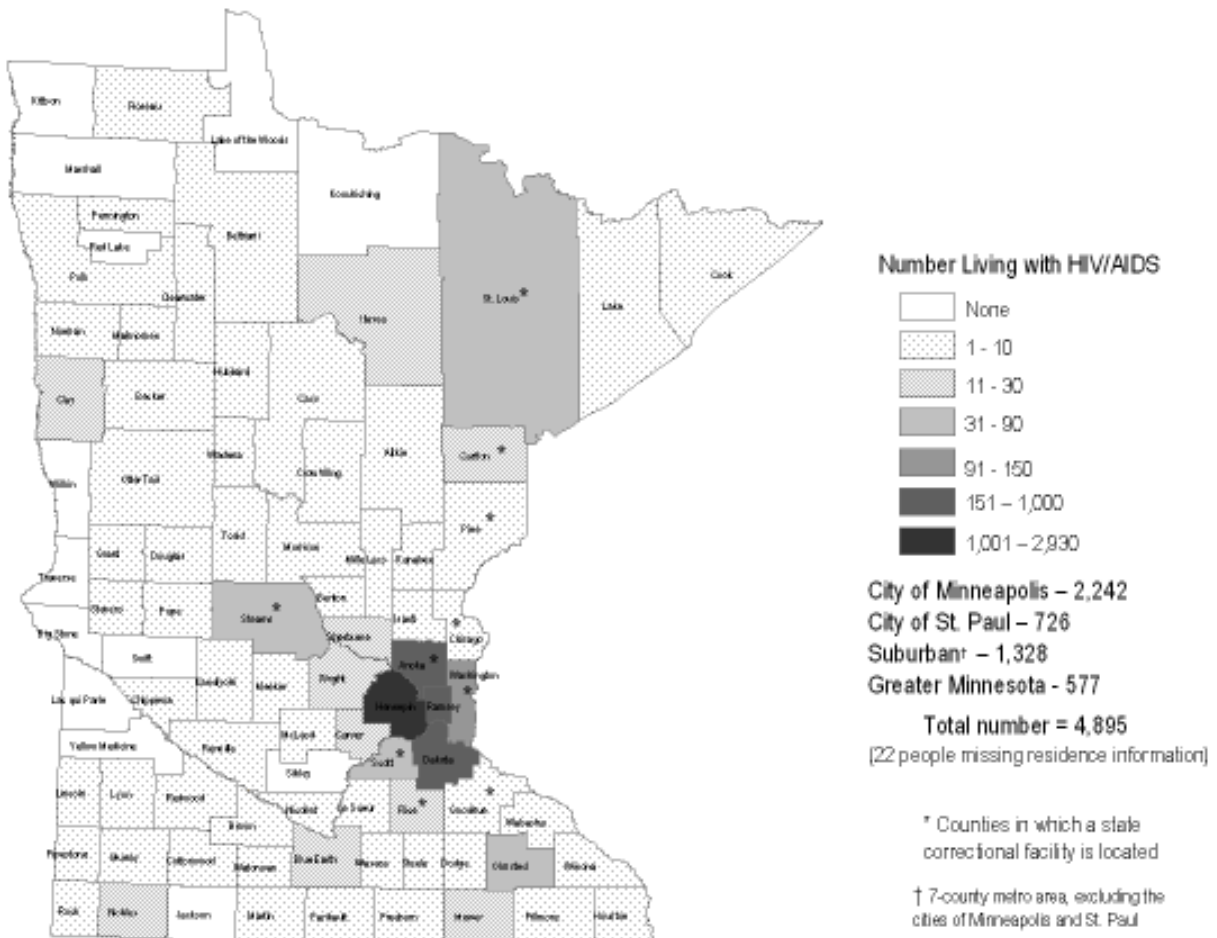 Kittson
Roseau
Lake of the Woods
Marshall
Koochiching
Pennington
Beltrami
Red Lake
Polk
Cook
Clearwater
St. Louis *
Lake
Itasca
Norman
Mahnomen
Hubbard
Clay
Becker
Cass
Wadena
Aitkin
Carlton *
Crow Wing
Otter Tail
Wilkin
Pine *
Todd
Morrison
Mille Lacs
Kanabec
Grant
Douglas
Traverse
Benton
Stevens
Pope
Stearns *
Isanti
Chisago *
Big Stone
Sherburne
Swift
Anoka *
Washington *
Kandiyohi
Meeker
Wright
Lac qui Parle
Chippewa
Hennepin
Ramsey
McLeod
Carver
Yellow Medicine
Renville
Scott *
Dakota
Sibley
Lincoln
Lyon
Redwood
Nicollet
Le Sueur
Rice *
Goodhue *
Brown
Wabasha
Pipestone
Murray
Cottonwood
Watonwan
Blue Earth
Waseca
Steele
Dodge
Olmsted
Winona
Rock
Nobles
Jackson
Martin
Faribault
Freeborn
Mower
Fillmore
Houston
Number Living with HIV/AIDS
None
1 - 10
11 - 30
31 - 90
91 - 150
151 – 1,000
1,001 – 2,930
City of Minneapolis – 2,242
City of St. Paul – 726
Suburban† – 1,328
Greater Minnesota - 577
Total number = 4,895
(22 people missing residence information)
* Counties in which a state
correctional facility is located
† 7-county metro area, excluding the
cities of Minneapolis and St. Paul